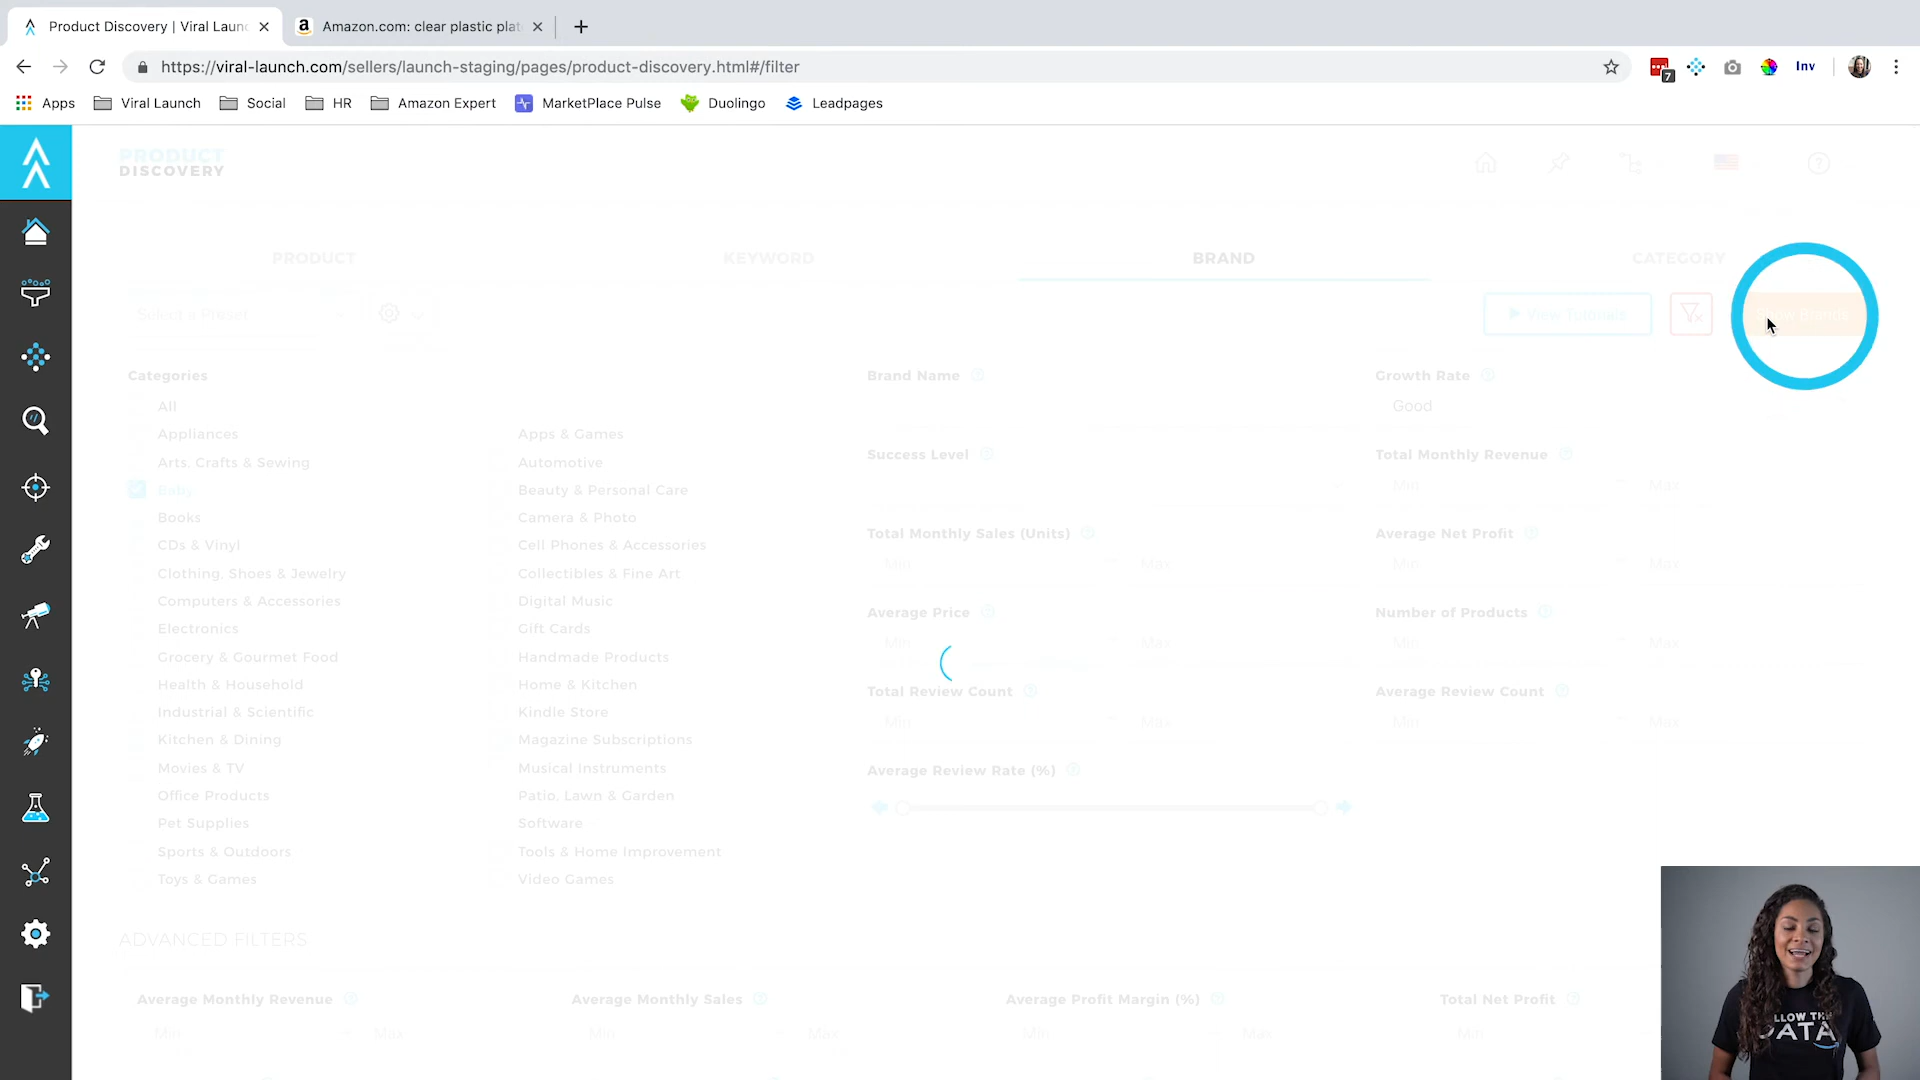 Product Discovery | Viral Laun
Amazon.com: clear plastic plat
https://viral-launch.com/sellers/launch-staging/pages/product-discovery.html#/filter
7
Inv
Apps
Viral Launch
Social
HR
Amazon Expert
MarketPlace Pulse
Duolingo
Leadpages
PRODUCT
DISCOVERY
PRODUCT
KEYWORD
BRAND
CATEGORY
Select a Preset
View Tutorials
Categories
Brand Name
Growth Rate
All
Good
Appliances
Apps & Games
Success Level
Total Monthly Revenue
Arts, Crafts & Sewing
Automotive
Baby
Beauty & Personal Care
Min
Max
Books
Camera & Photo
Total Monthly Sales (Units)
Average Net Profit
CDs & Vinyl
Cell Phones & Accessories
Min
Max
Min
Max
Clothing, Shoes & Jewelry
Collectibles & Fine Art
Computers & Accessories
Digital Music
Average Price
Number of Products
Electronics
Gift Cards
Min
Max
Min
Max
Grocery & Gourmet Food
Handmade Products
Health & Household
Home & Kitchen
Total Review Count
Average Review Count
Industrial & Scientific
Kindle Store
Min
Max
Min
Max
Kitchen & Dining
Magazine Subscriptions
Movies & TV
Musical Instruments
Average Review Rate (%)
Office Products
Patio, Lawn & Garden
Pet Supplies
Software
Sports & Outdoors
Tools & Home Improvement
Toys & Games
Video Games
ADVANCED FILTERS
Average Monthly Revenue
Average Monthly Sales
Average Profit Margin (%)
Total Net Profit
Min
Max
Min
Max
Min
Max
Min
LLOW TH
DATA